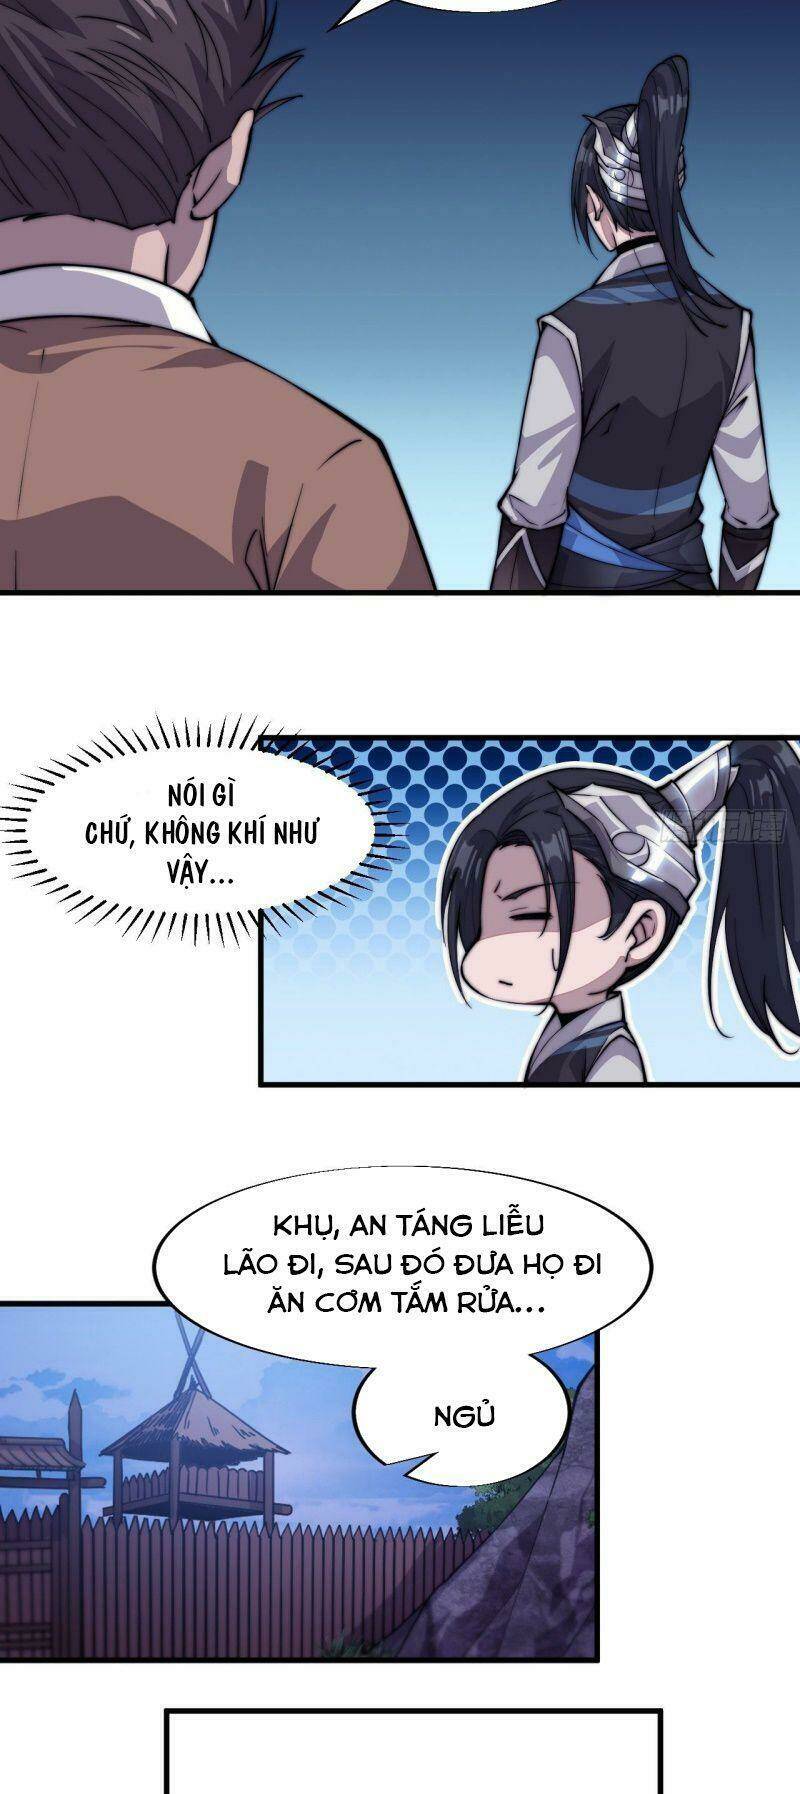 NÓI GÌ
CHỨ, KHÔNG KHÍ NHƯ
VẬY...
KHỤ, AN TÁNG LIỄU
LÃO ĐI, SAU ĐÓ ĐƯA HỌ ĐI
ĂN CƠM TẮM RỬA...
NGỦ